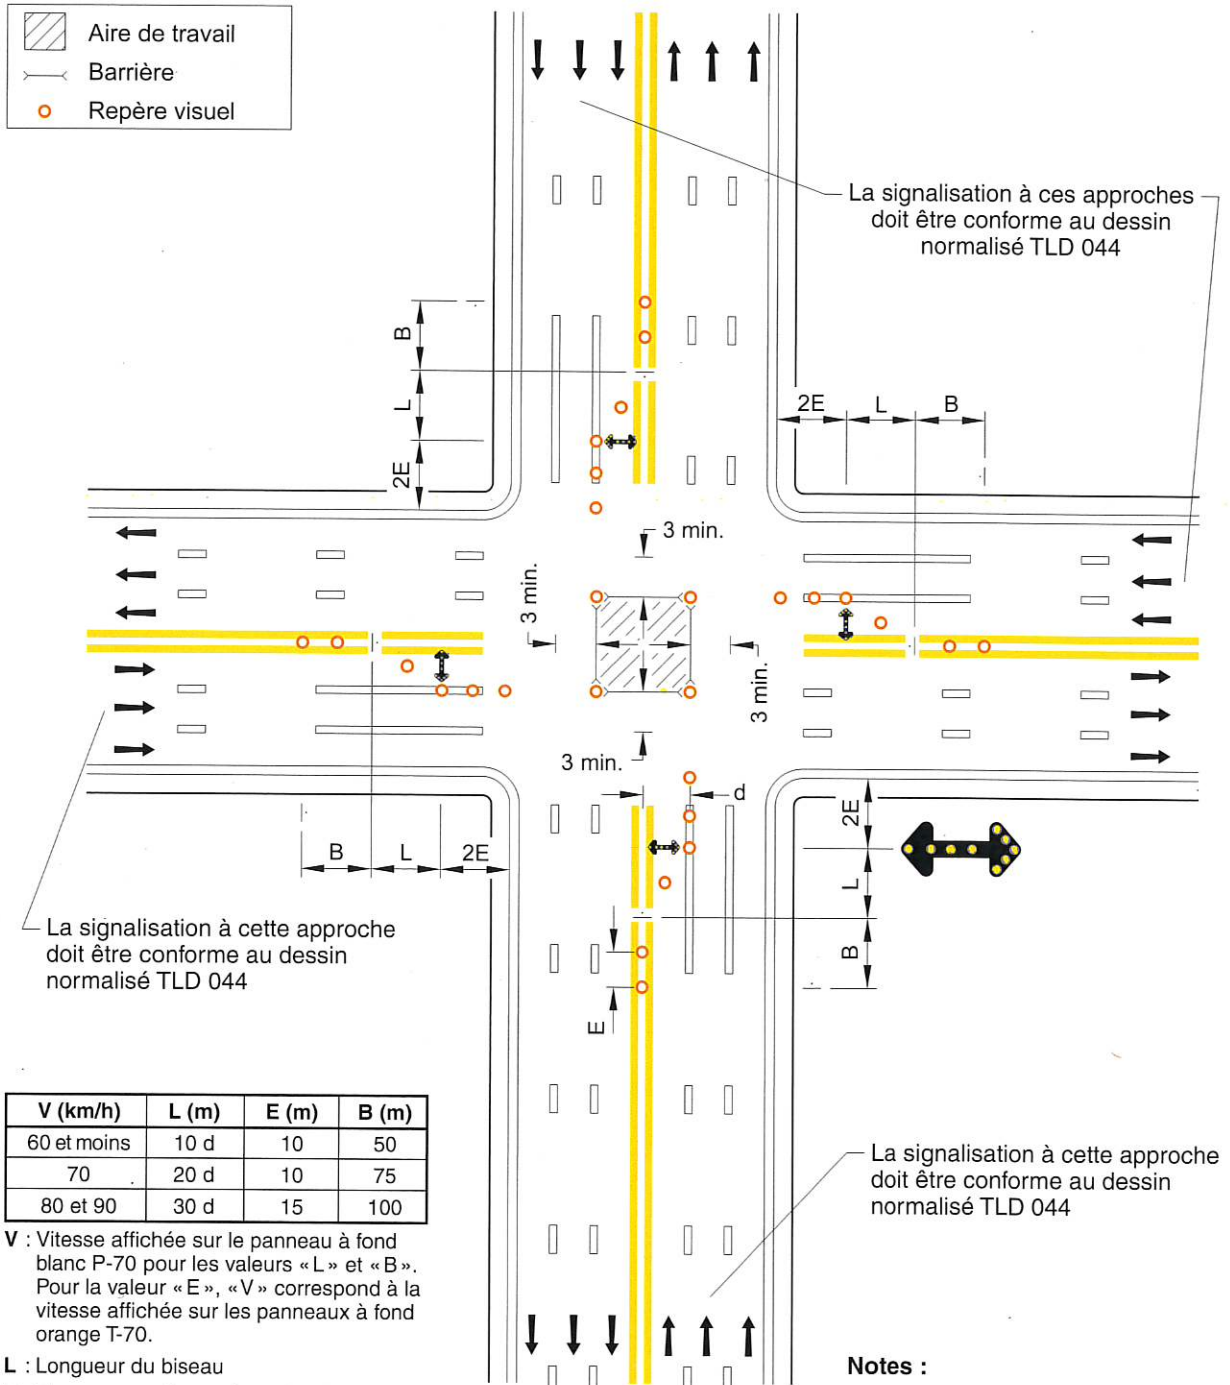 Aire de travail
Barrière
Repère visuel
La signalisation à ces approches
doit être conforme au dessin
normalisé TLD 044
B
L
2E
2E
L
B
3 min.
3 min.
3 min.
3 min.
d
B
L
2E
2E
L
B
E
La signalisation à cette approche
doit être conforme au dessin
normalisé TLD 044
V (km/h) L (m) E (m) B (m)
60 et moins 10 d 10 50
70 20 d 10 75
80 et 90 30 d 15 100
V : Vitesse affichée sur le panneau à fond
blanc P-70 pour les valeurs «L» et «B».
Pour la valeur «E», «V» correspond à la
vitesse affichée sur les panneaux à fond
orange T-70.
L : Longueur du biseau
La signalisation à cette approche
doit être conforme au dessin
normalisé TLD 044
Notes :